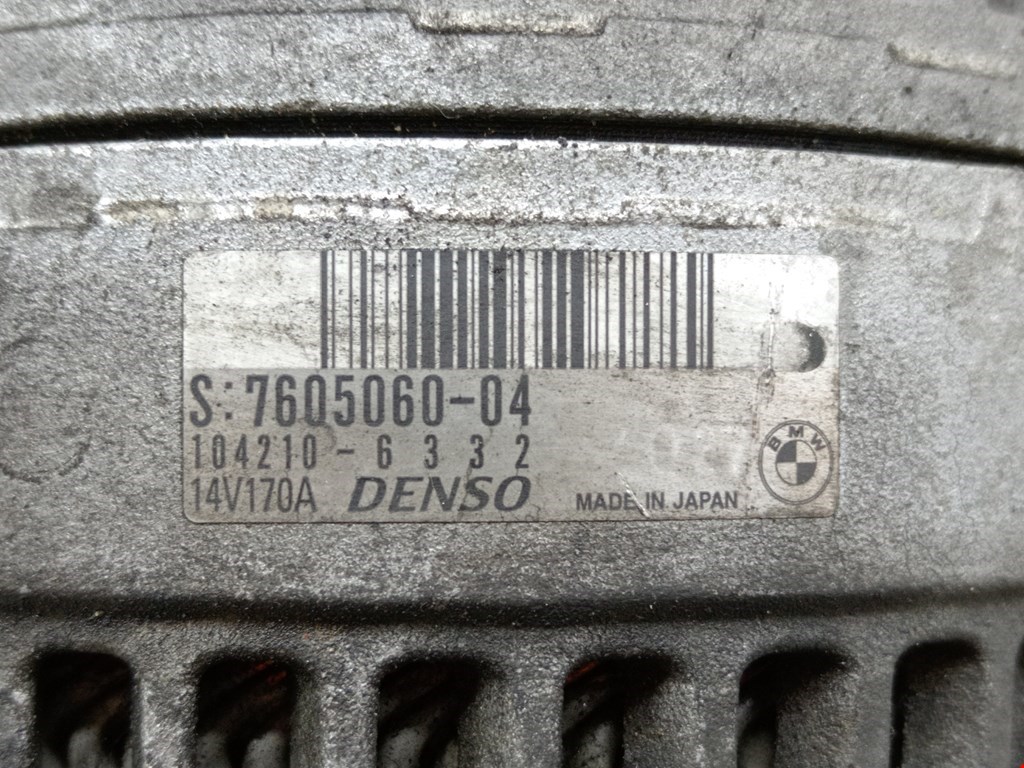 S: 7605060-04
104210-6332
14V170A DENSO MADE IN JAPAN
BMW